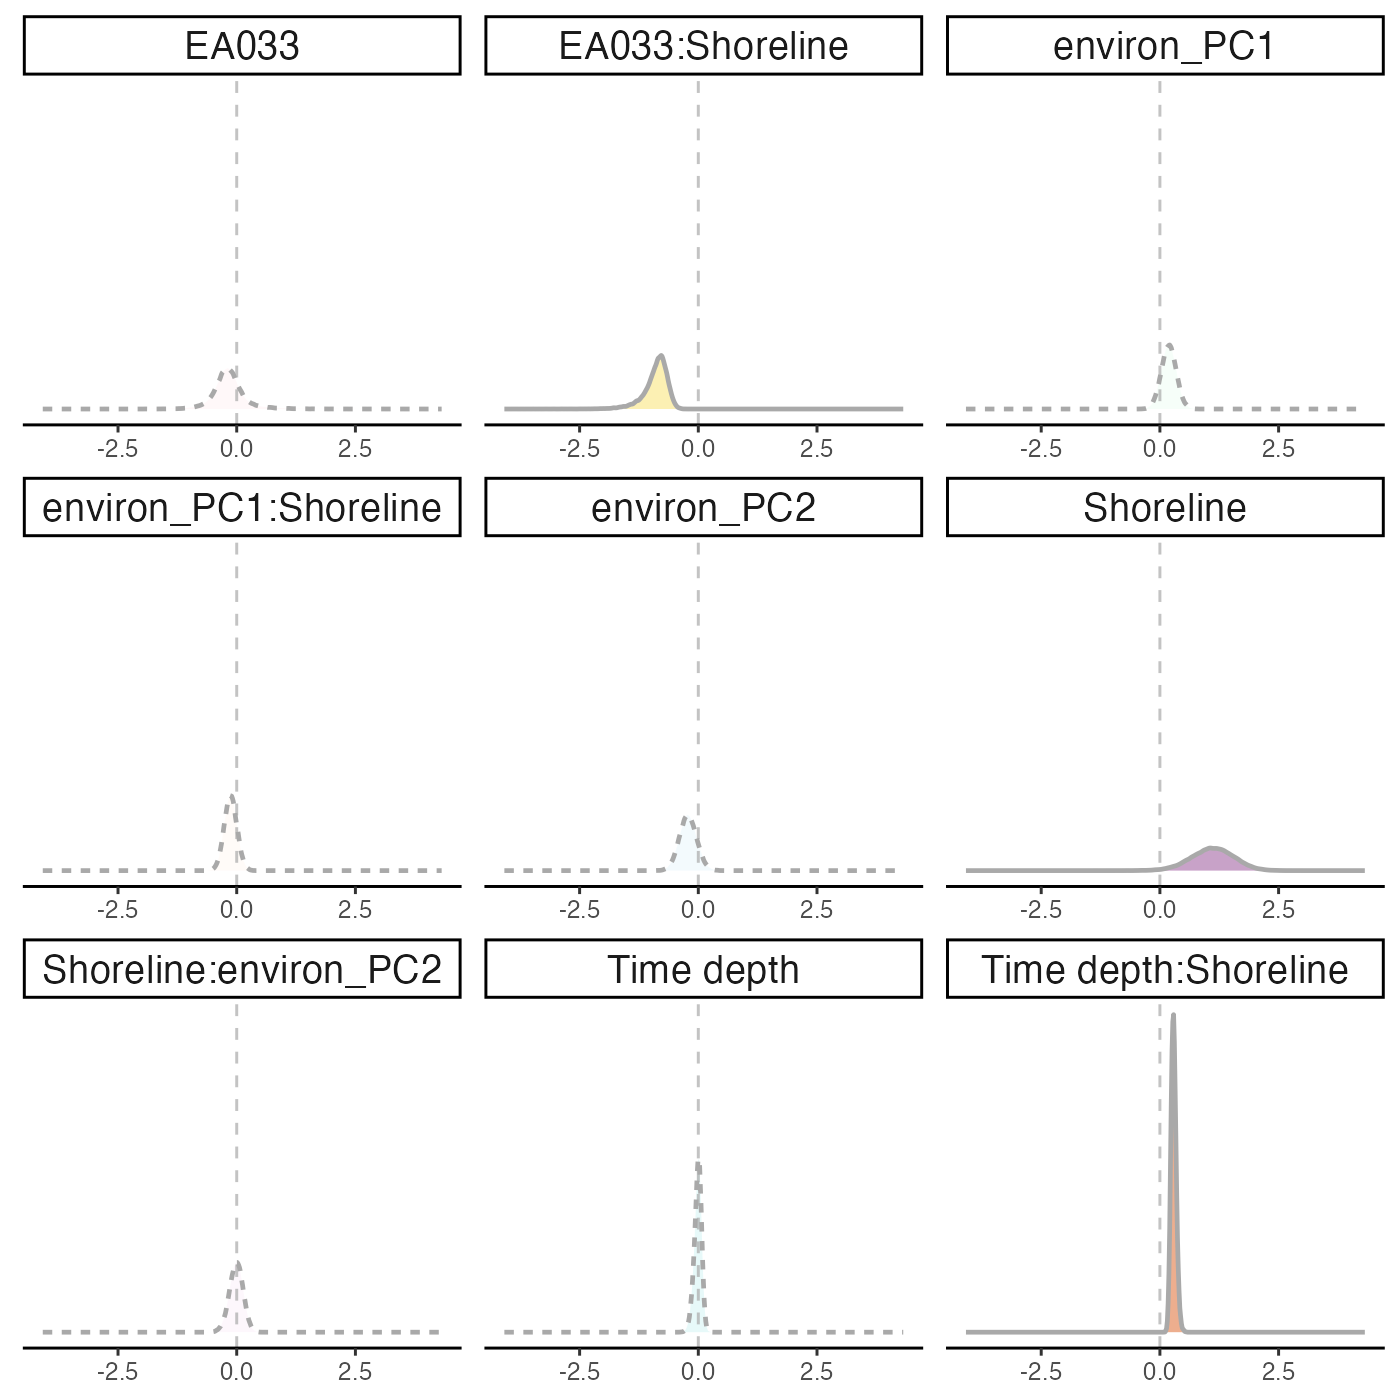 EA033 EA033:Shoreline environ_PC1
-2.5 0.0 2.5 -2.5 0.0 2.5 -2.5 0.0 2.5
environ_PC1:Shoreline environ_PC2 Shoreline
-2.5 0.0 2.5 -2.5 0.0 2.5 -2.5 0.0 2.5
Shoreline:environ_PC2 Time depth Time depth:Shoreline
-2.5 0.0 2.5 -2.5 0.0 2.5 -2.5 0.0 2.5